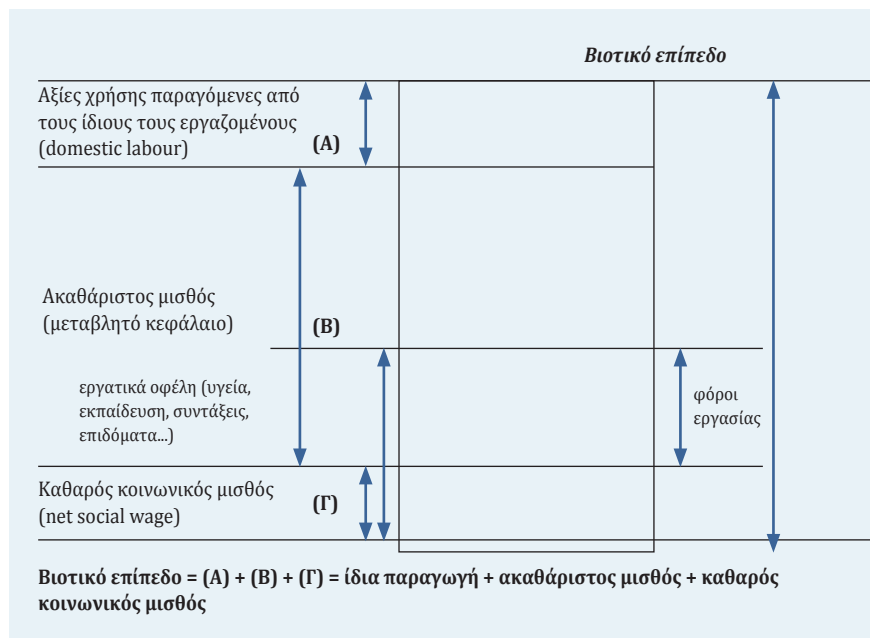 Βιοτικό επίπεδο
Αξίες χρήσης παραγόμενες από
τους ίδιους τους εργαζομένους
(domestic labour)
(Α)
Ακαθάριστος μισθός
(μεταβλητό κεφάλαιο)
(Β)
εργατικά οφέλη (υγεία,
εκπαίδευση, συντάξεις,
επιδόματα...)
φόροι
εργασίας
Καθαρός κοινωνικός μισθός
(net social wage)
(Γ)
Βιοτικό επίπεδο = (Α) + (Β) + (Γ) = ίδια παραγωγή + ακαθάριστος μισθός + καθαρός
κοινωνικός μισθός